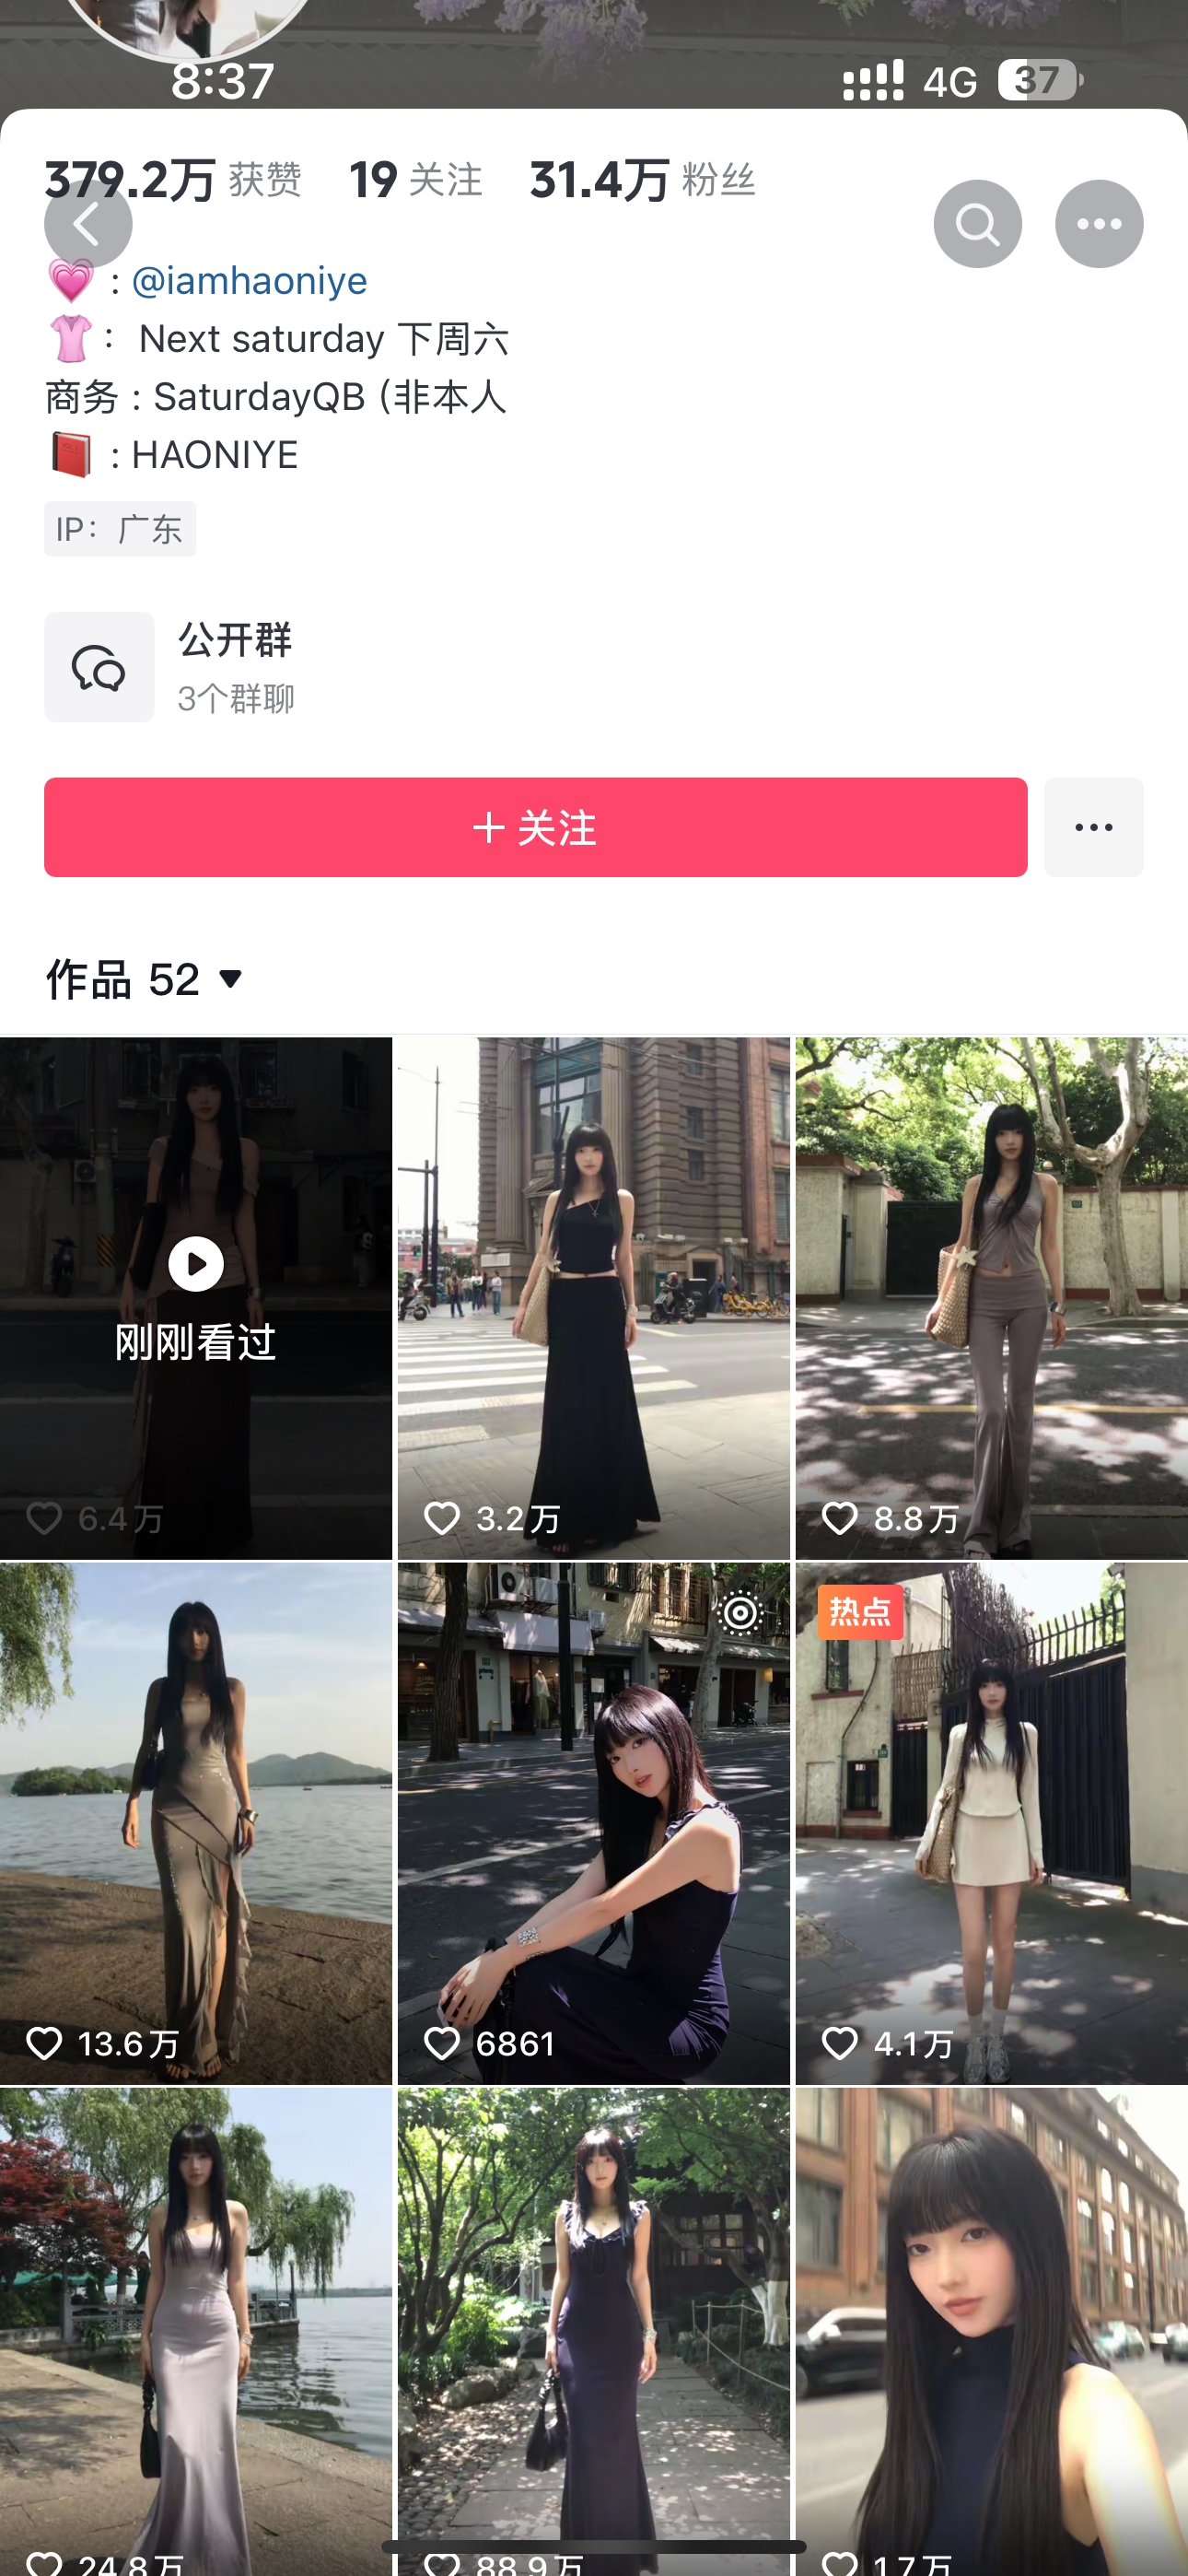 8:37 4G 37
379.2万 获赞 19 关注 31.4万 粉丝
: @iamhaoniye
: Next saturday 下周六
商务 : SaturdayQB (非本人
: HAONIYE
IP: 广东
公开群
3个群聊
+ 关注
作品 52
刚刚看过
6.4万 3.2万 8.8万
热点
13.6万 6861 4.1万
24.8万 88.9万 1.7万